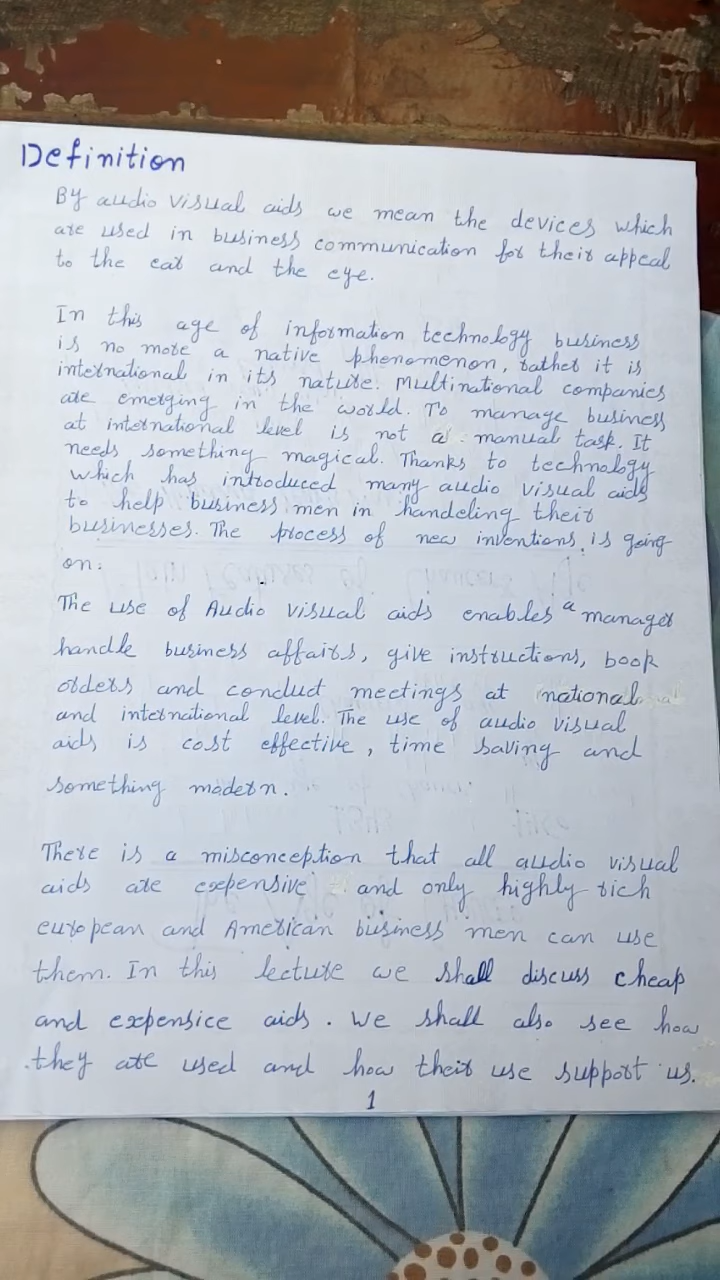 Definition
By audio visual aids we mean the devices which
are used in business communication for their appeal
to the ear and the eye.
In this age of information technology business
is no more a native phenomenon, rather it is
international in its nature. Multinational companies
are emerging in the world. To manage business
at international level is not a manual task. It
needs something magical. Thanks to technology
which has introduced many audio visual aids
to help business men in handeling their
businesses. The process of new inventions is going
on.
The use of Audio visual aids enables a manager
handle business affairs, give instructions, book
orders and conduct meetings at national
and international level. The use of audio visual
aids is cost effective, time saving and
something modern.
There is a misconception that all audio visual
aids are expensive and only highly rich
european and American business men can use
them. In this lecture we shall discuss cheap
and expensice aids. We shall also see how
they are used and how their use support us.
1